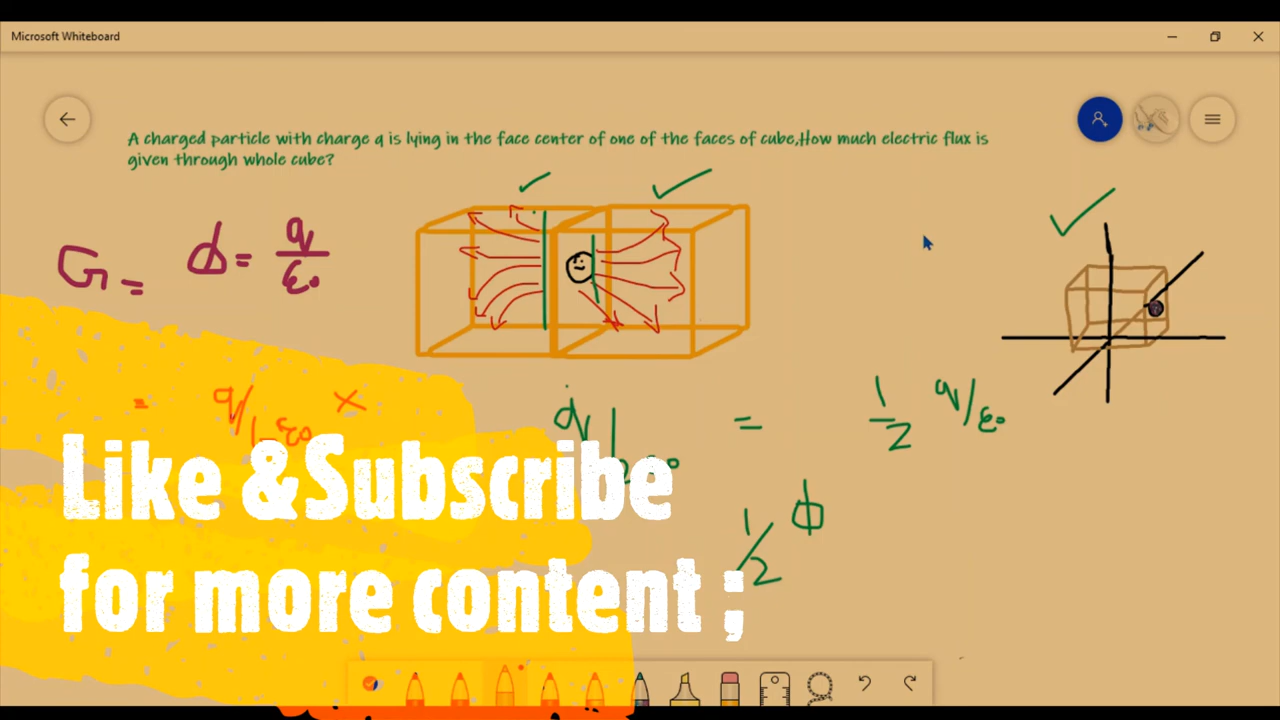 Microsoft Whiteboard
A charged particle with charge q is lying in the face center of one of the faces of cube,How much electric flux is
given through whole cube?
G = ϕ = q/ε₀
= q/ ε₀ ×
q/ = 1/2 q/ε₀
1/2 ϕ
Like &Subscribe
for more content ;